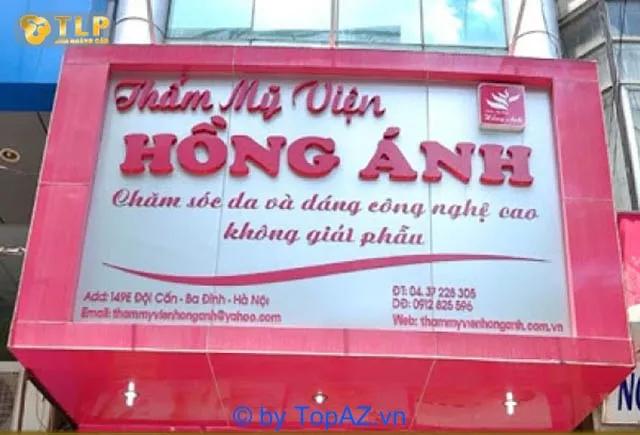 TLP
Thẩm Mỹ Viện
Hồng Anh
HỒNG ÁNH
Chăm sóc da và dáng công nghệ cao
không giải phẫu
Add: 149E Đội Cấn - Ba Đình - Hà Nội
Email: thammyvienhonganh@yahoo.com
ĐT: 04. 37 228 305
DĐ: 0912 825 596
Web: thammyvienhonganh.com.vn
© by TopAZ.vn